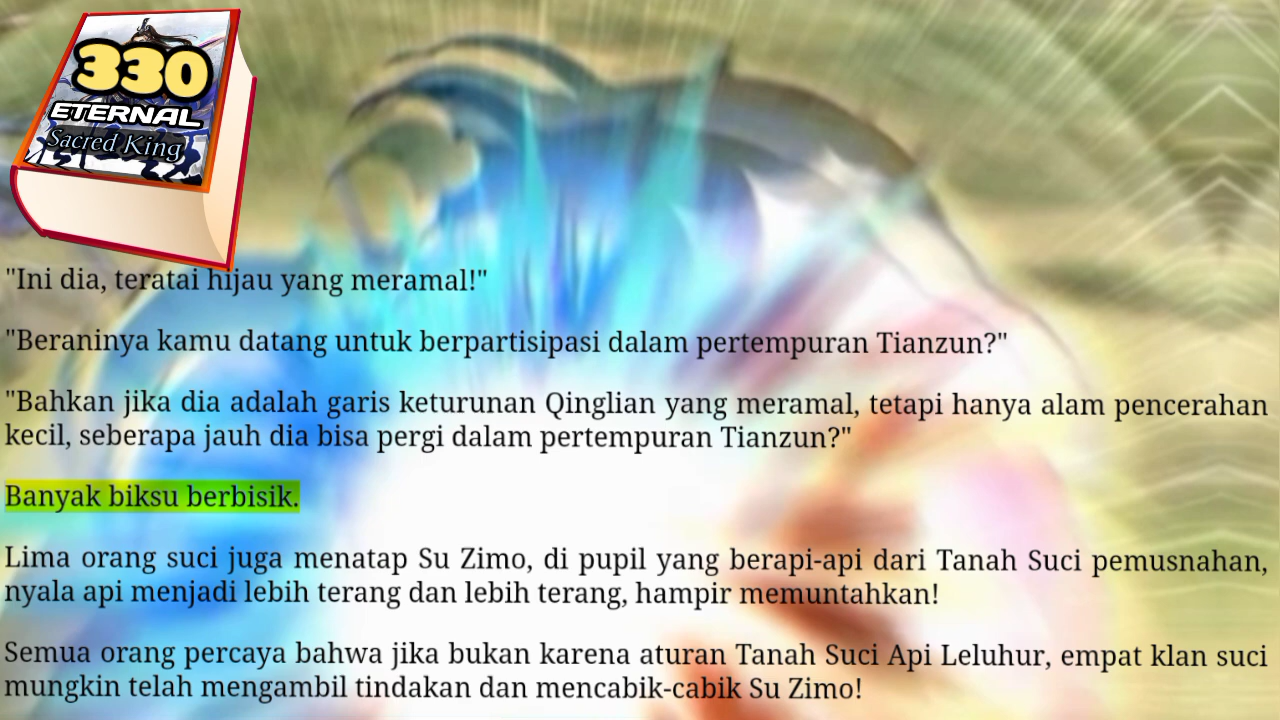 330
ETERNAL
Sacred King
"Ini dia, teratai hijau yang meramal!"
"Beraninya kamu datang untuk berpartisipasi dalam pertempuran Tianzun?"
"Bahkan jika dia adalah garis keturunan Qinglian yang meramal, tetapi hanya alam pencerahan
kecil, seberapa jauh dia bisa pergi dalam pertempuran Tianzun?"
Banyak biksu berbisik.
Lima orang suci juga menatap Su Zimo, di pupil yang berapi-api dari Tanah Suci pemusnahan,
nyala api menjadi lebih terang dan lebih terang, hampir memuntahkan!
Semua orang percaya bahwa jika bukan karena aturan Tanah Suci Api Leluhur, empat klan suci
mungkin telah mengambil tindakan dan mencabik-cabik Su Zimo!